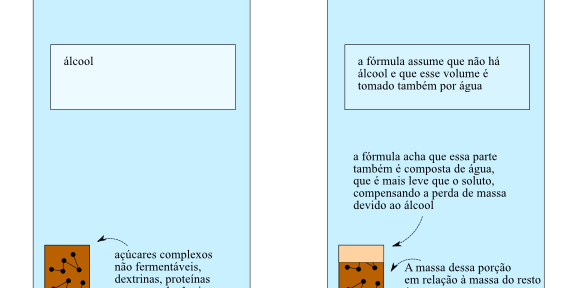 álcool
a fórmula assume que não há
álcool e que esse volume é
tomado também por água
a fórmula acha que essa parte
também é composta de água,
que é mais leve que o soluto,
compensando a perda de massa
devido ao álcool
açúcares complexos
não fermentáveis,
dextrinas, proteínas
A massa dessa porção
em relação à massa do resto